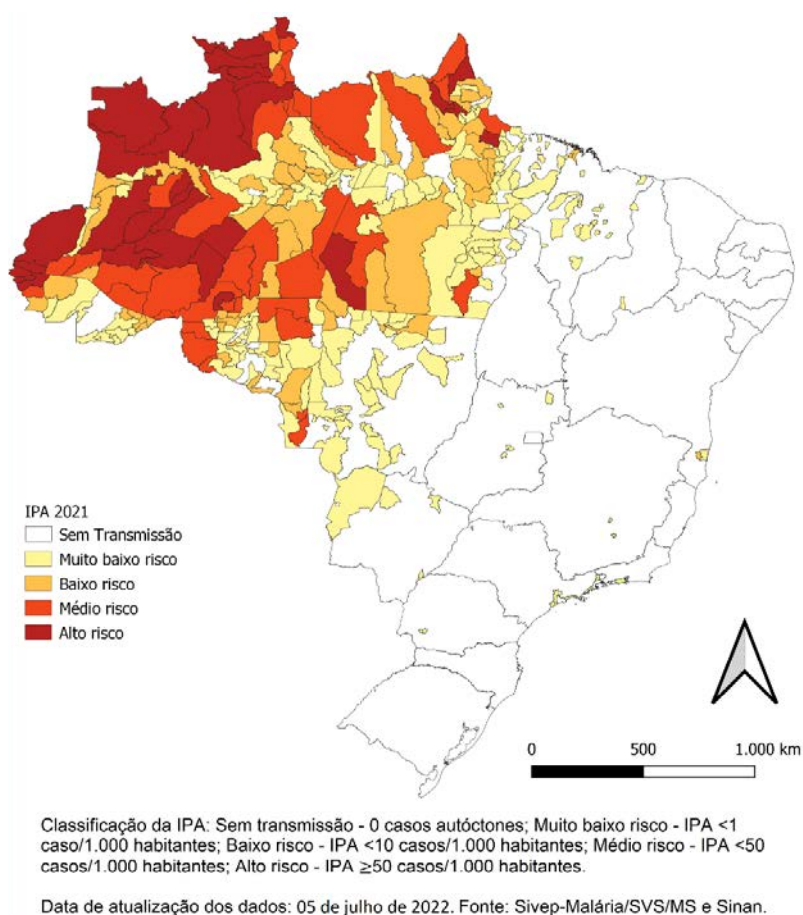 IPA 2021
Sem Transmissão
Muito baixo risco
Baixo risco
Médio risco
Alto risco
0 500 1.000 km
Classificação da IPA: Sem transmissão - 0 casos autóctones; Muito baixo risco - IPA <1
caso/1.000 habitantes; Baixo risco - IPA <10 casos/1.000 habitantes; Médio risco - IPA <50
casos/1.000 habitantes; Alto risco - IPA ≥50 casos/1.000 habitantes.
Data de atualização dos dados: 05 de julho de 2022. Fonte: Sivep-Malária/SVS/MS e Sinan.